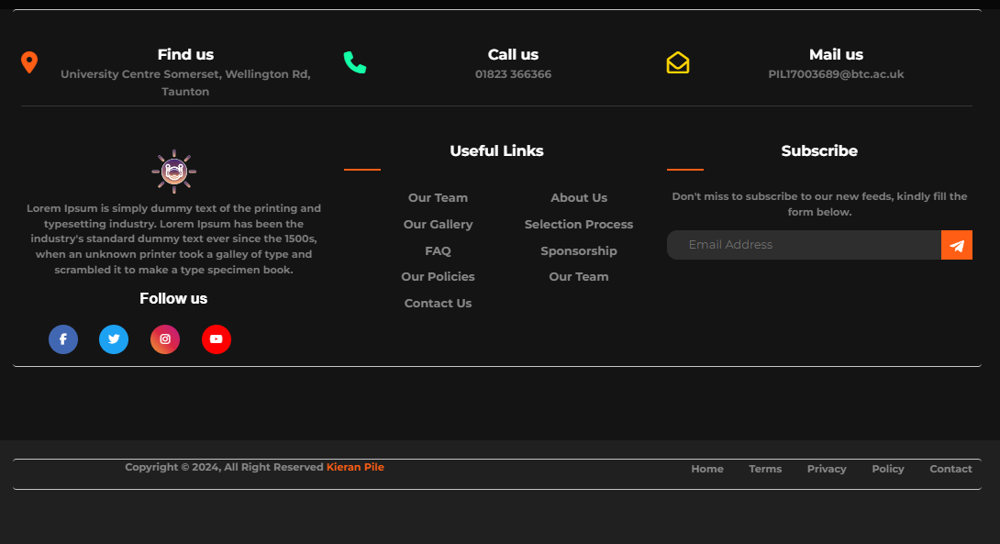 Find us
University Centre Somerset, Wellington Rd,
Taunton
Call us
01823 366366
Mail us
PIL17003689@btc.ac.uk
Lorem Ipsum is simply dummy text of the printing and
typesetting industry. Lorem Ipsum has been the
industry's standard dummy text ever since the 1500s,
when an unknown printer took a galley of type and
scrambled it to make a type specimen book.
Follow us
Useful Links
Our Team
About Us
Our Gallery
Selection Process
FAQ
Sponsorship
Our Policies
Our Team
Contact Us
Subscribe
Don't miss to subscribe to our new feeds, kindly fill the
form below.
Email Address
Copyright © 2024, All Right Reserved Kieran Pile
Home Terms Privacy Policy Contact